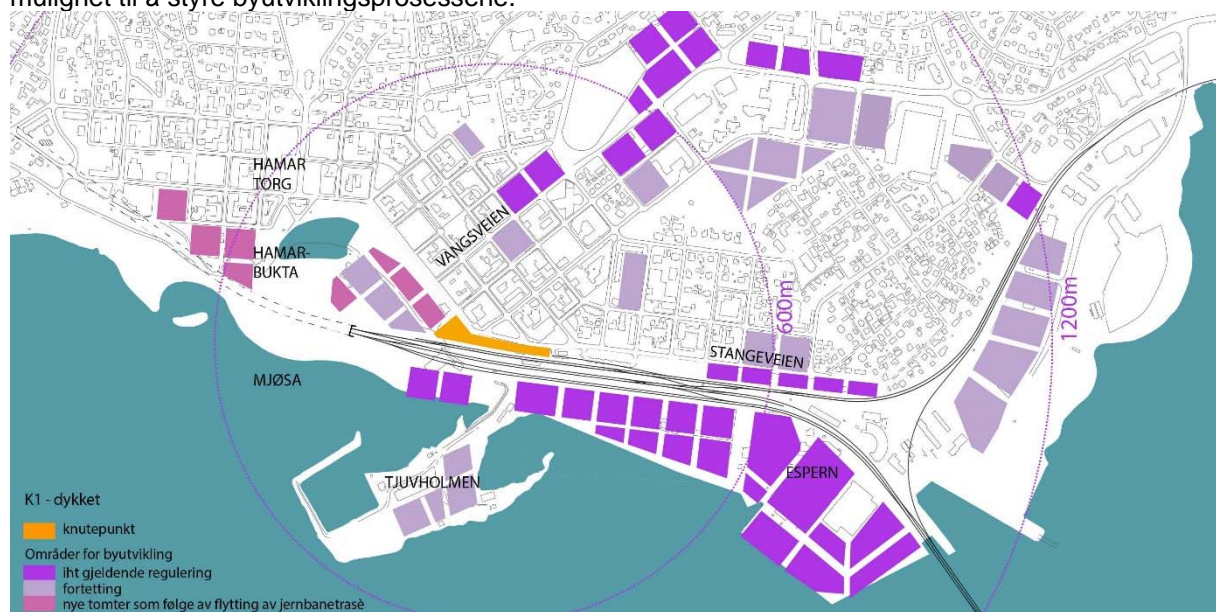 mulighet til å styre byutviklingsprosessene.
HAMAR
TORG
HAMAR-
BUKTA
VANGSVEIEN
600m
1200m
STANGEVEIEN
MJØSA
TJUVHOLMEN
ESPERN
K1 - dykket
knutepunkt
Områder for byutvikling
iht gjeldende regulering
fortetting
nye tomter som følge av flytting av jernbanetrasè